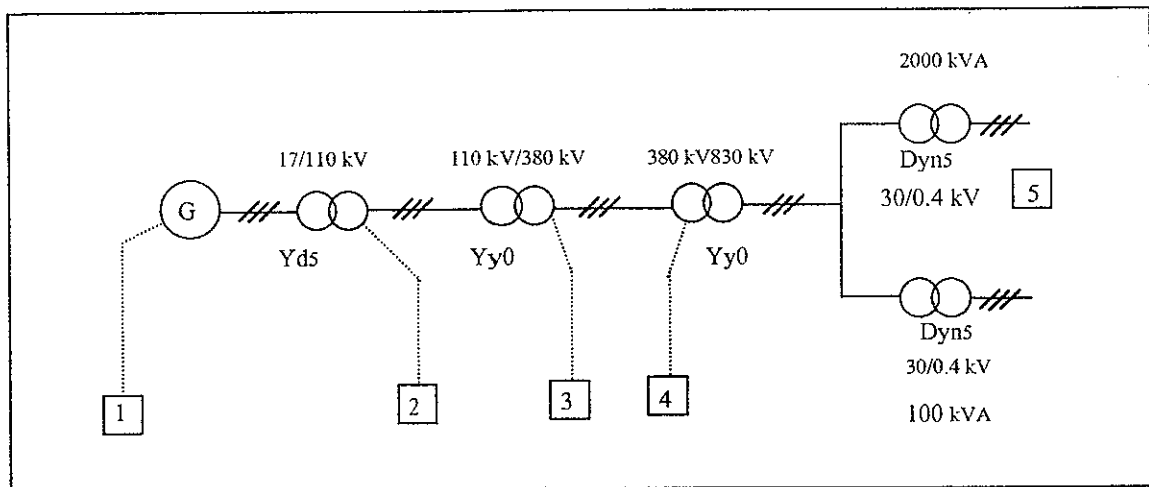 2000 kVA
17/110 kV
110 kV/380 kV
380 kV830 kV
Dyn5
30/0.4 kV
5
G
Yd5
Yy0
Yy0
Dyn5
30/0.4 kV
100 kVA
1
2
3
4